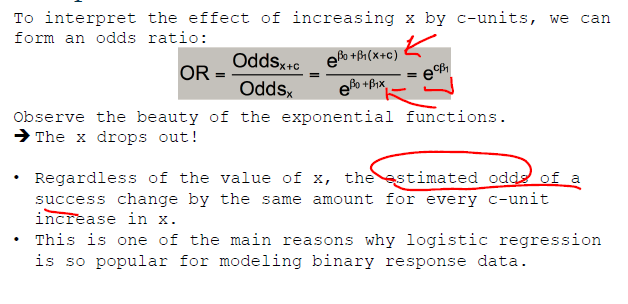 To interpret the effect of increasing x by c-units, we can
form an odds ratio:
OR = Oddsₓ₊c / Oddsₓ = e^(β₀ + β₁(x+c)) / e^(β₀ + β₁x) = e^(cβ₁)
Observe the beauty of the exponential functions.
➔ The x drops out!
• Regardless of the value of x, the estimated odds of a
success change by the same amount for every c-unit
increase in x.
• This is one of the main reasons why logistic regression
is so popular for modeling binary response data.